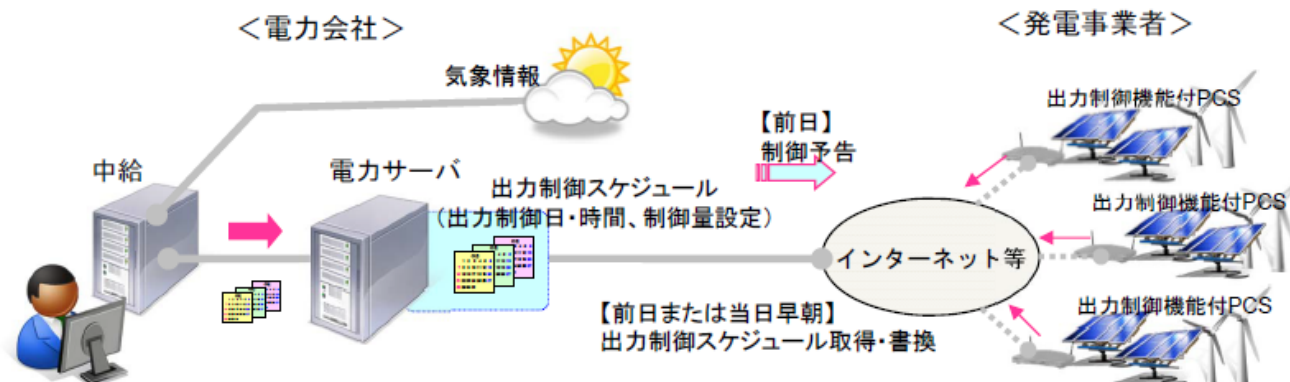 ＜電力会社＞
＜発電事業者＞
気象情報
出力制御機能付PCS
【前日】
制御予告
中給
電力サーバ
出力制御スケジュール
（出力制御日・時間、制御量設定）
出力制御機能付PCS
インターネット等
【前日または当日早朝】
出力制御スケジュール取得・書換
出力制御機能付PCS